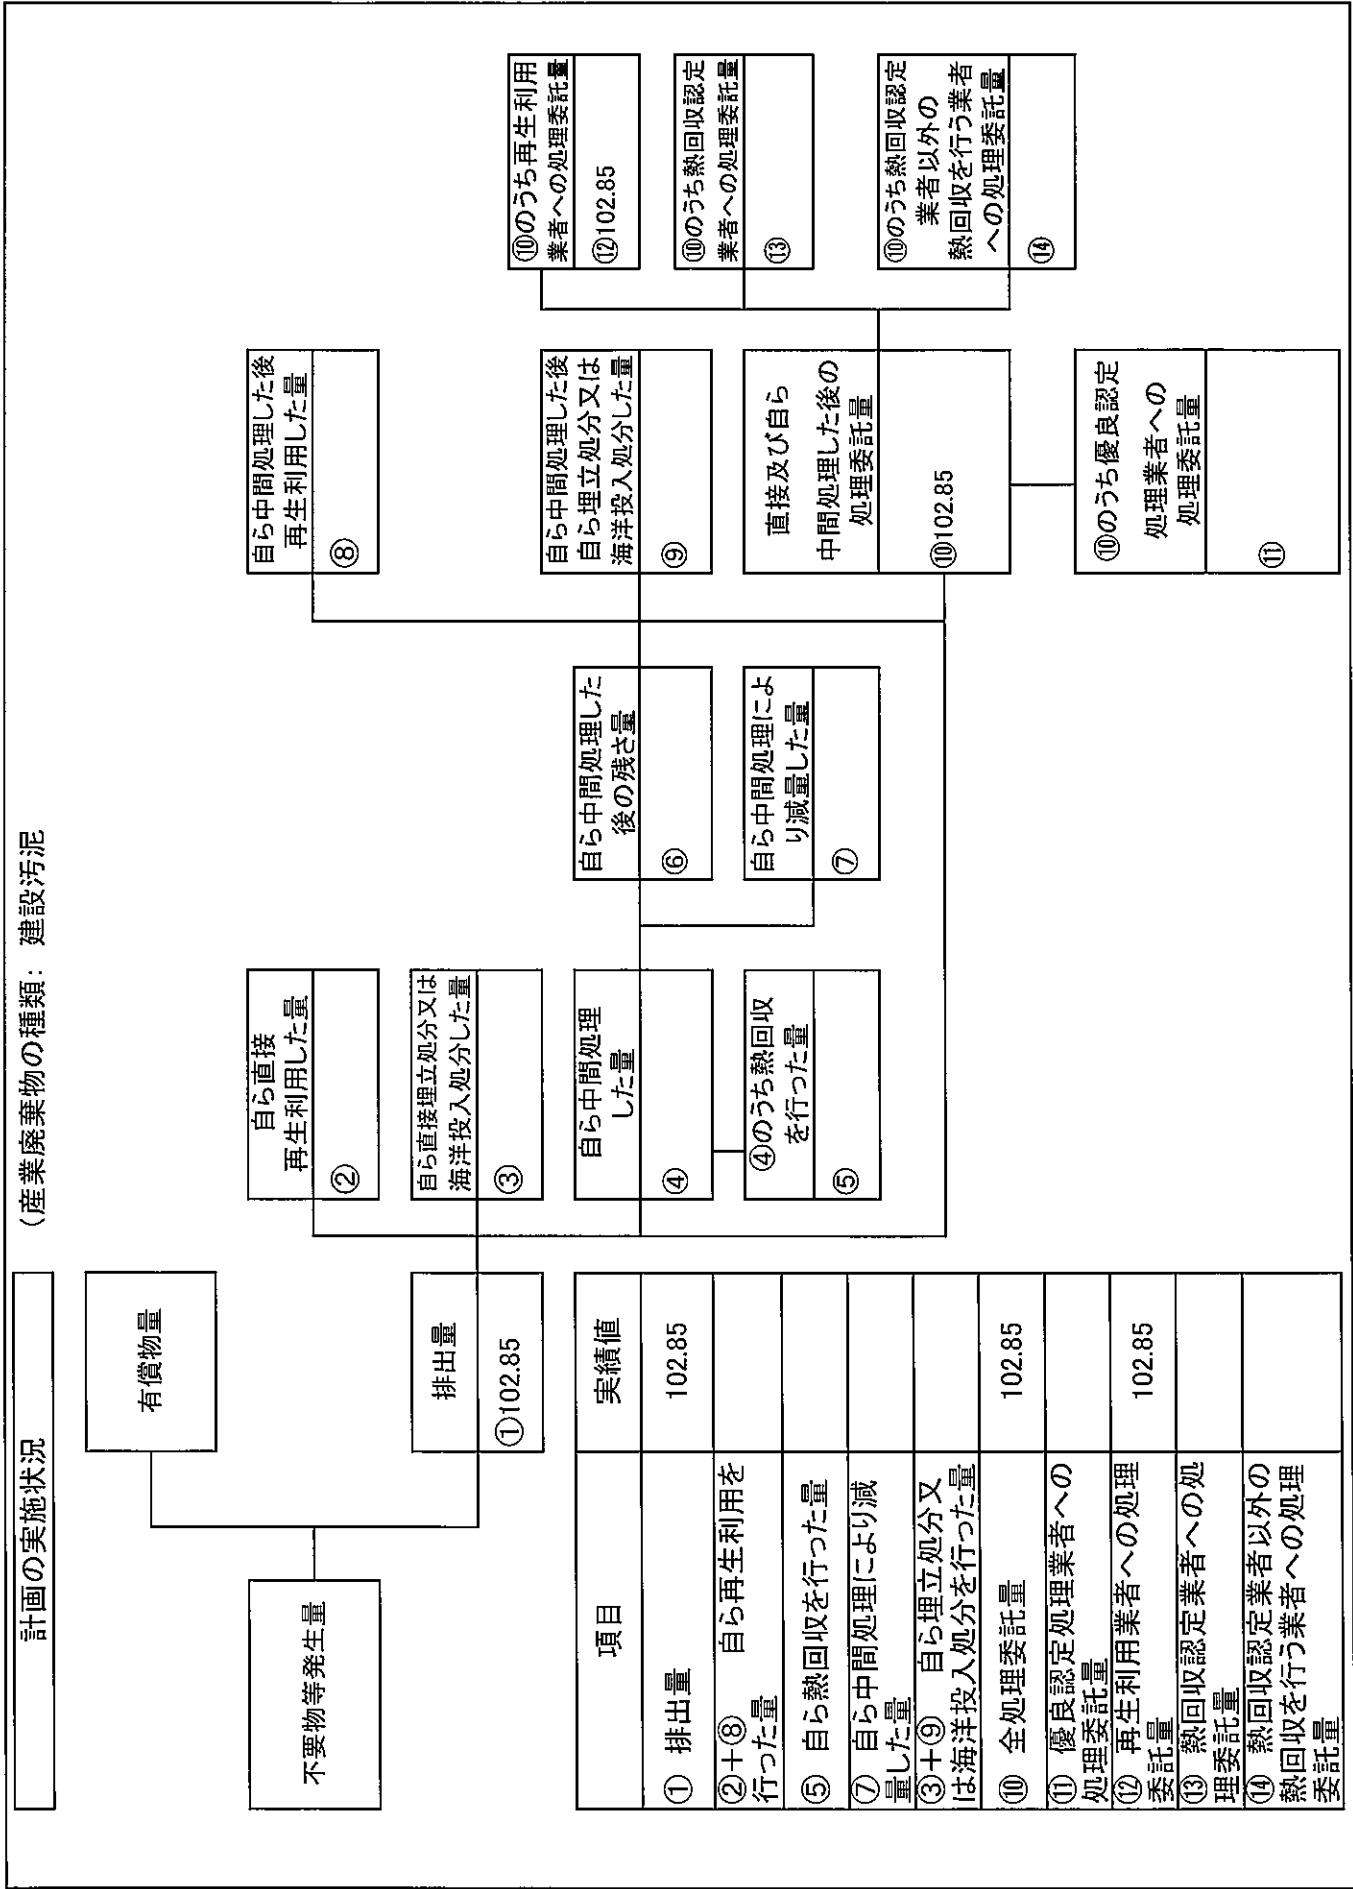 計画の実施状況
(産業廃棄物の種類：建設汚泥
不要物等発生量
有償物量
排出量
①102.85
自ら直接
再生利用した量
②
自ら直接埋立処分又は
海洋投入処分した量
③
自ら中間処理
した量
④
④のうち熱回収
を行った量
⑤
自ら中間処理した
後の残さ量
⑥
自ら中間処理によ
り減量した量
⑦
自ら中間処理した後
再生利用した量
⑧
自ら中間処理した後
自ら埋立処分又は
海洋投入処分した量
⑨
直接及び自ら
中間処理した後の
処理委託量
⑩102.85
⑩のうち優良認定
処理業者への
処理委託量
⑪
⑩のうち再生利用
業者への処理委託量
⑫102.85
⑩のうち熱回収認定
業者への処理委託量
⑬
⑩のうち熱回収認定
業者以外の
熱回収を行う業者
への処理委託量
⑭
項目 実績値
① 排出量 102.85
②＋⑧ 自ら再生利用を
行った量
⑤ 自ら熱回収を行った量
⑦ 自ら中間処理により減
量した量
③＋⑨ 自ら埋立処分又
は海洋投入処分を行った量
⑩ 全処理委託量 102.85
⑪ 優良認定処理業者への
処理委託量
⑫ 再生利用業者への処理 102.85
委託量
⑬ 熱回収認定業者への処
理委託量
⑭ 熱回収認定業者以外の
熱回収を行う業者への処理
委託量